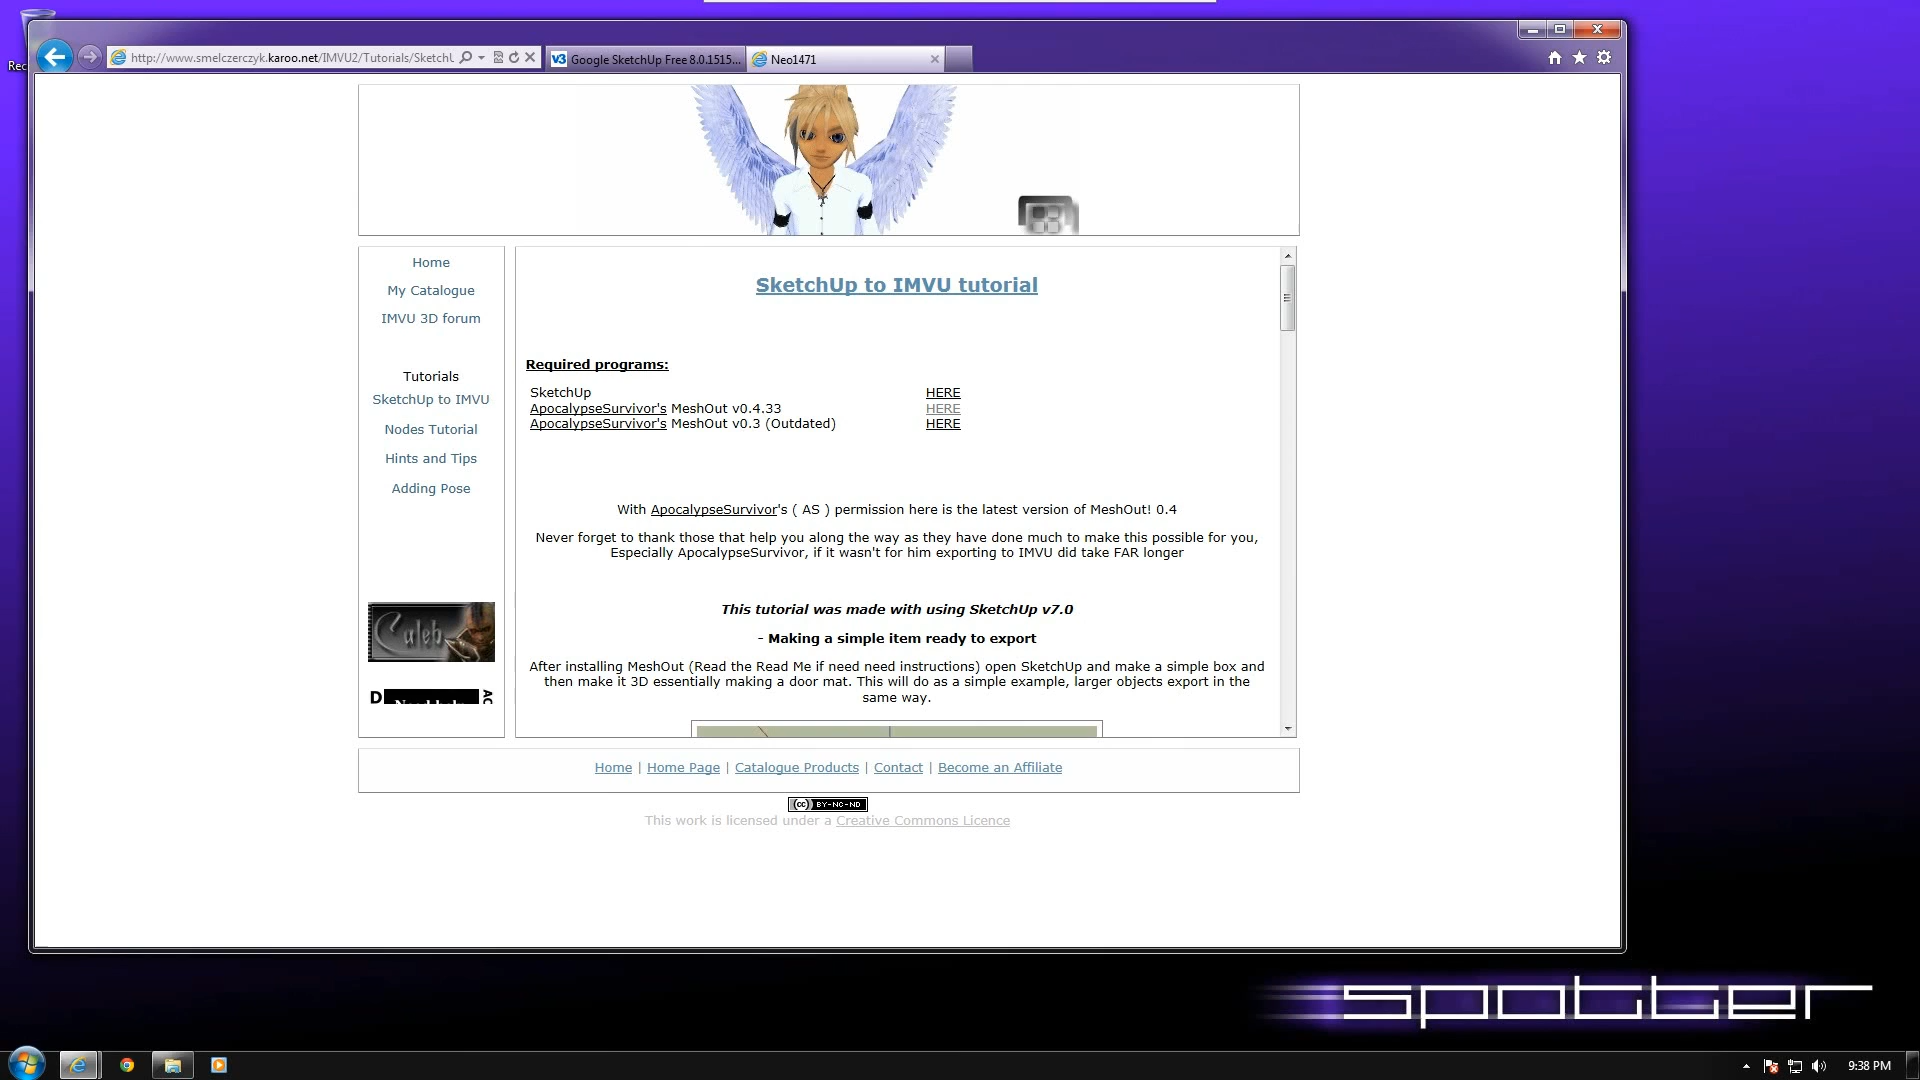 Rec
http://www.smelczerczyk.karoo.net/IMVU2/Tutorials/SketchU
Google SketchUp Free 8.0.1515...
Neo1471
Home
My Catalogue
IMVU 3D forum
Tutorials
SketchUp to IMVU
Nodes Tutorial
Hints and Tips
Adding Pose
Caleb
D
SketchUp to IMVU tutorial
Required programs:
SketchUp HERE
ApocalypseSurvivor's MeshOut v0.4.33 HERE
ApocalypseSurvivor's MeshOut v0.3 (Outdated) HERE
With ApocalypseSurvivor's ( AS ) permission here is the latest version of MeshOut! 0.4
Never forget to thank those that help you along the way as they have done much to make this possible for you,
Especially ApocalypseSurvivor, if it wasn't for him exporting to IMVU did take FAR longer
This tutorial was made with using SketchUp v7.0
- Making a simple item ready to export
After installing MeshOut (Read the Read Me if need need instructions) open SketchUp and make a simple box and
then make it 3D essentially making a door mat. This will do as a simple example, larger objects export in the
same way.
Home | Home Page | Catalogue Products | Contact | Become an Affiliate
(cc) BY-NC-ND
This work is licensed under a Creative Commons Licence
spotter
9:38 PM